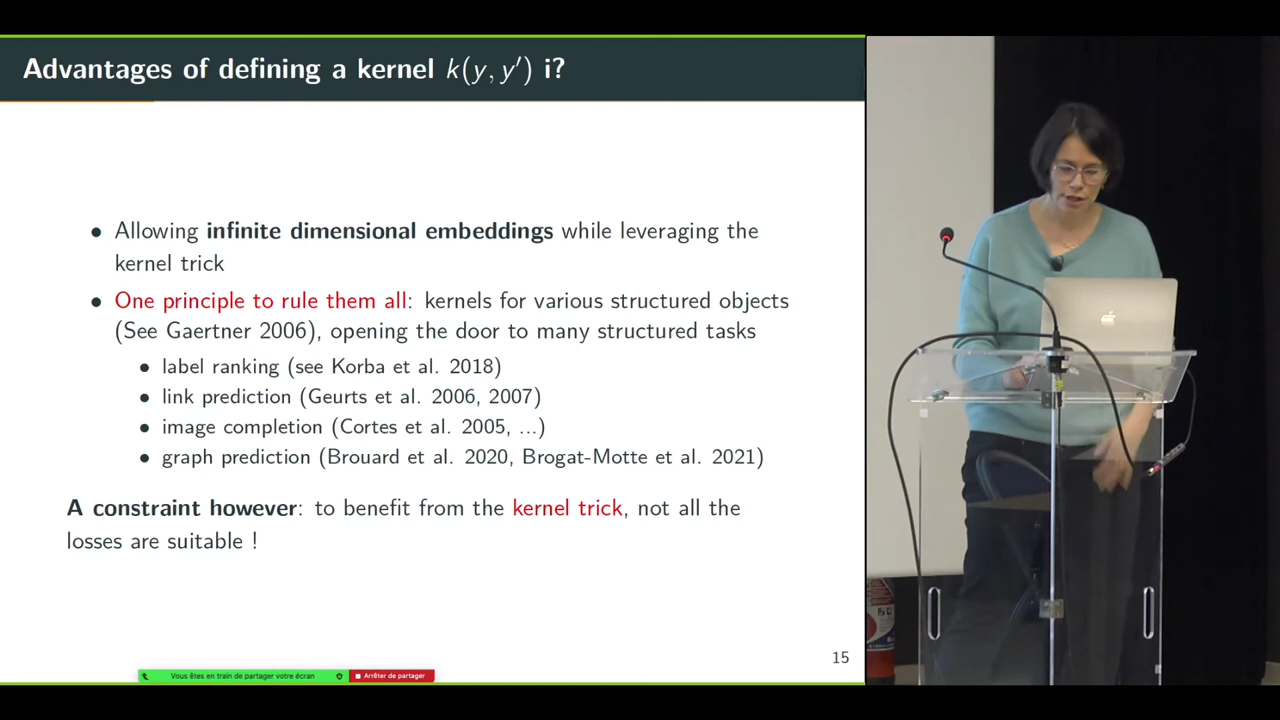 Advantages of defining a kernel k(y, y′) i?
• Allowing infinite dimensional embeddings while leveraging the
kernel trick
• One principle to rule them all: kernels for various structured objects
(See Gaertner 2006), opening the door to many structured tasks
• label ranking (see Korba et al. 2018)
• link prediction (Geurts et al. 2006, 2007)
• image completion (Cortes et al. 2005, ...)
• graph prediction (Brouard et al. 2020, Brogat-Motte et al. 2021)
A constraint however: to benefit from the kernel trick, not all the
losses are suitable !
15
Vous êtes en train de partager votre écran
Arrêter de partager